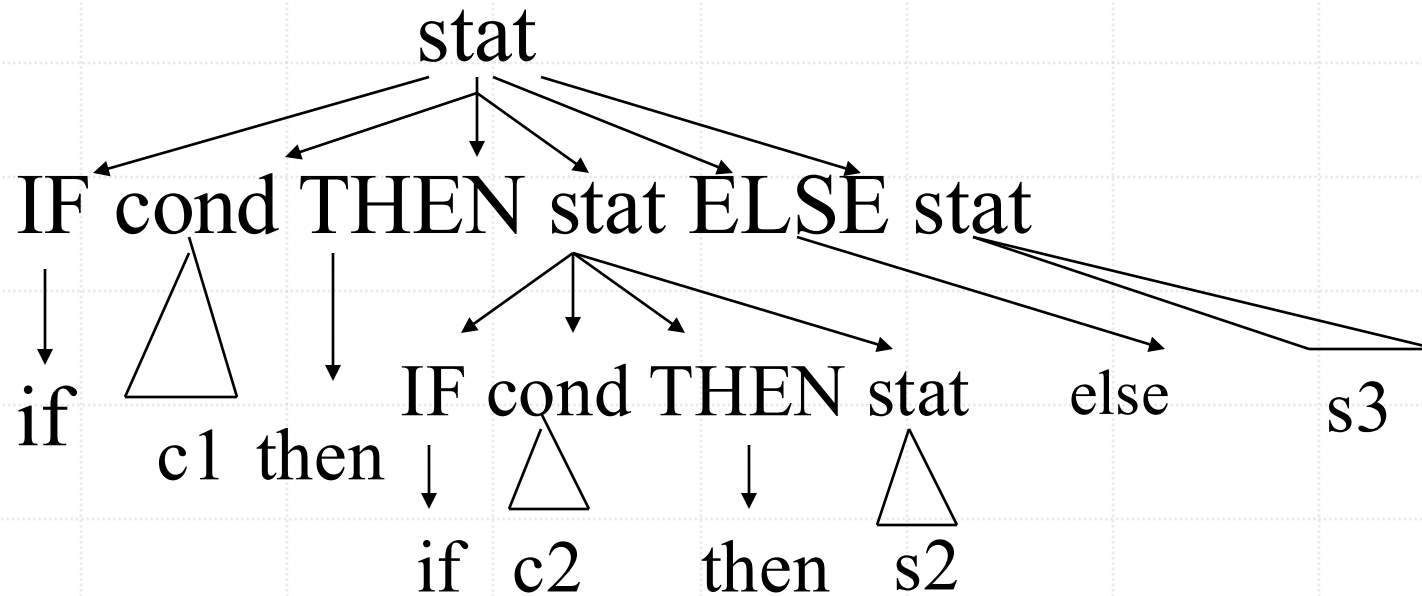 stat
IF cond THEN stat ELSE stat
IF cond THEN stat else s3
if c1 then
if c2 then s2